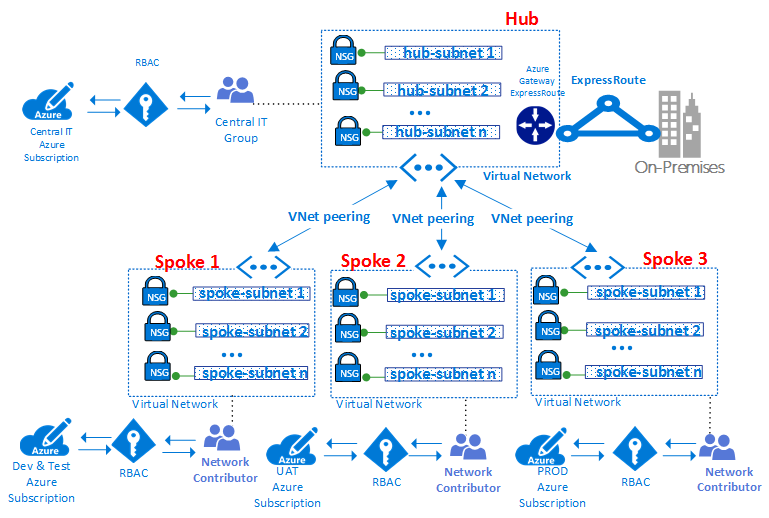 Hub
NSG
hub-subnet 1
NSG
hub-subnet 2
NSG
hub-subnet n
Azure
Gateway
ExpressRoute
ExpressRoute
On-Premises
Virtual Network
RBAC
Azure
Central IT
Azure
Subscription
Central IT
Group
VNet peering
VNet peering
VNet peering
Spoke 1
NSG
spoke-subnet 1
NSG
spoke-subnet 2
NSG
spoke-subnet n
Virtual Network
Spoke 2
NSG
spoke-subnet 1
NSG
spoke-subnet 2
NSG
spoke-subnet n
Virtual Network
Spoke 3
NSG
spoke-subnet 1
NSG
spoke-subnet 2
NSG
spoke-subnet n
Virtual Network
Azure
Dev & Test
Azure
Subscription
RBAC
Network
Contributor
Azure
UAT
Azure
Subscription
RBAC
Network
Contributor
Azure
PROD
Azure
Subscription
RBAC
Network
Contributor